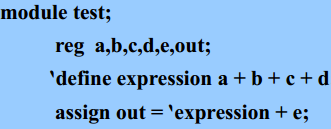 module test;
reg a,b,c,d,e,out;
‵define expression a + b + c + d
assign out = ‵expression + e;